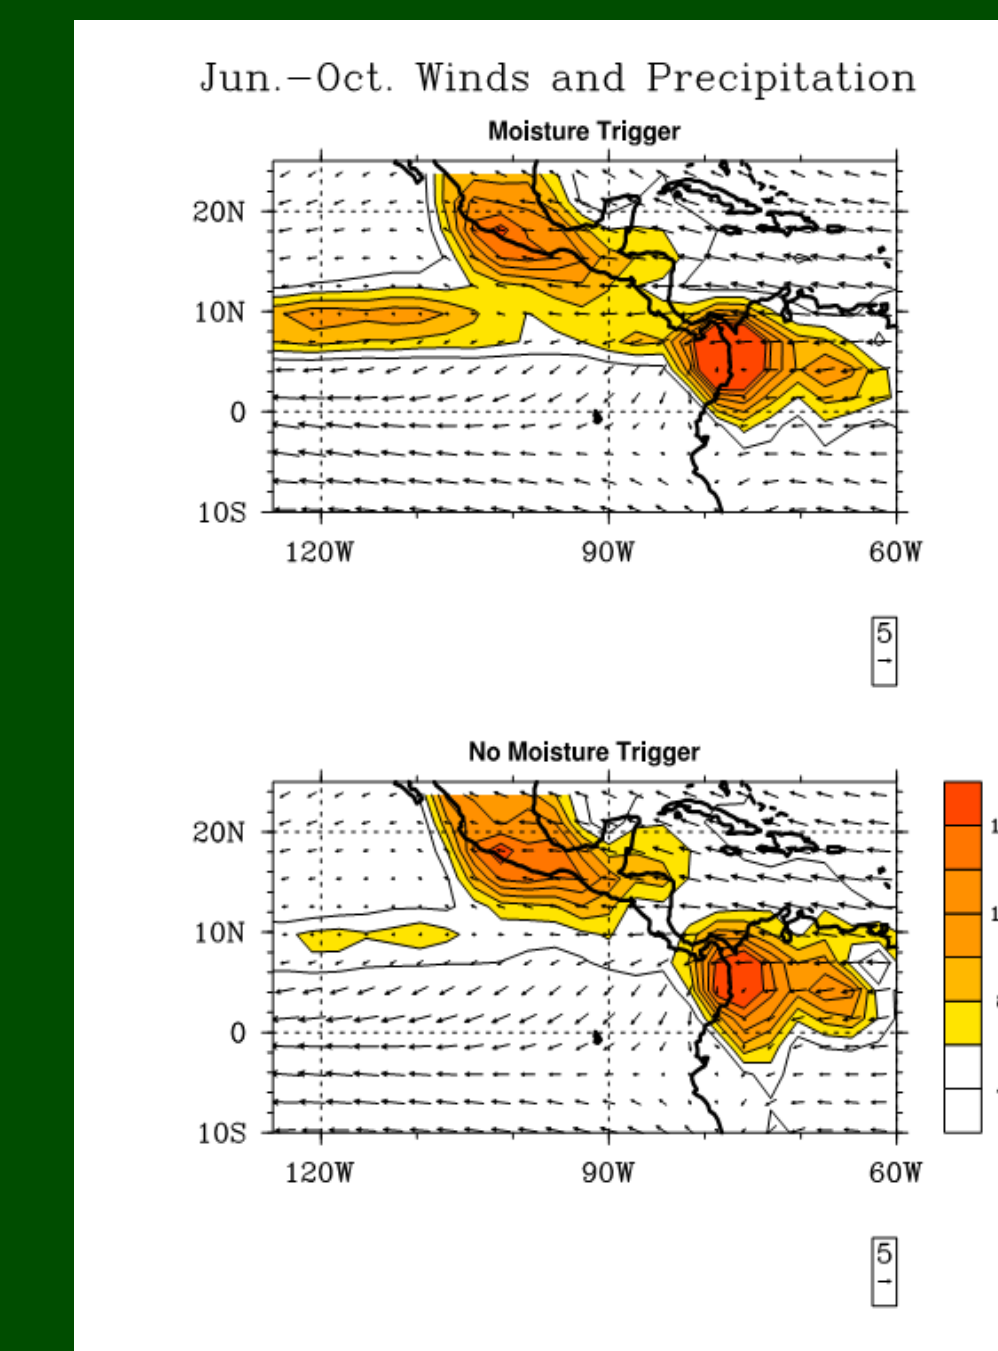 Jun.–Oct. Winds and Precipitation
Moisture Trigger
20N
10N
0
10S
120W 90W 60W
5
No Moisture Trigger
20N
10N
0
10S
120W 90W 60W
5